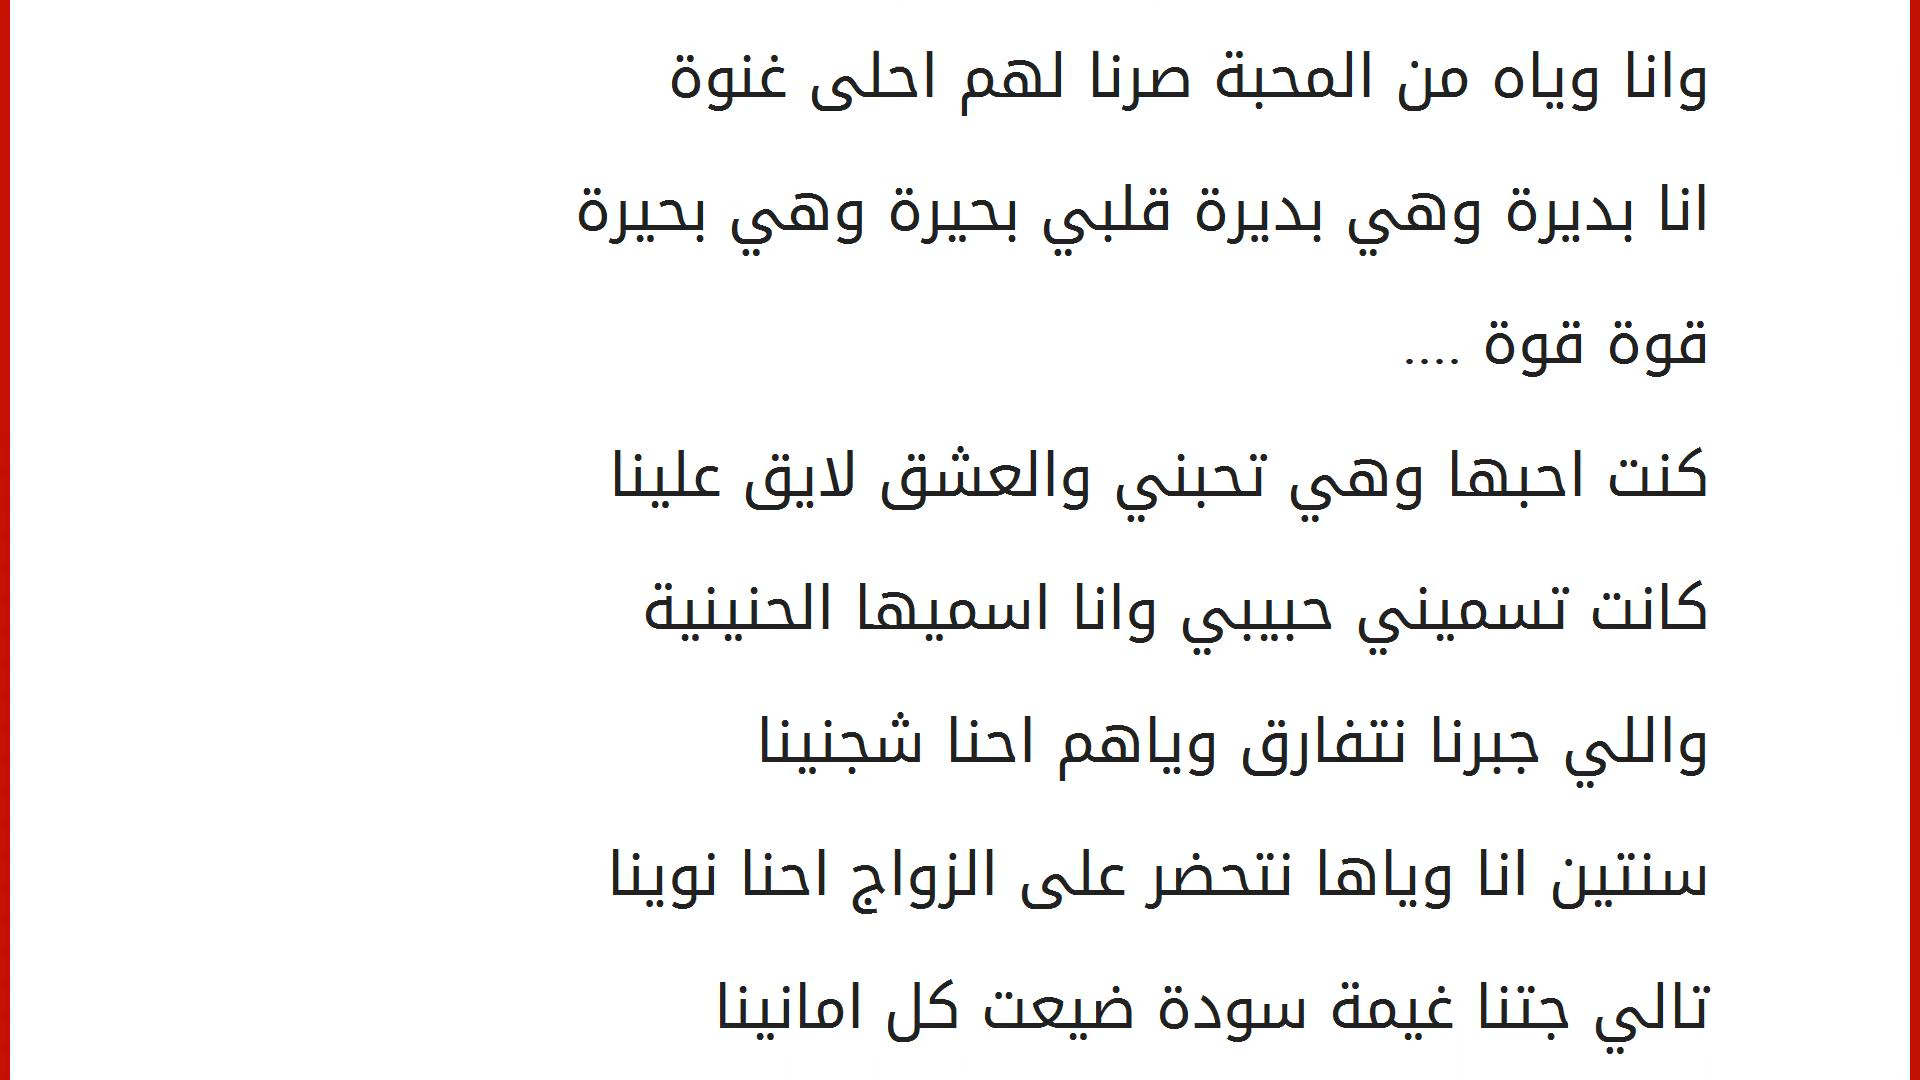 وانا وياه من المحبة صرنا لهم احلى غنوة
انا بديرة وهي بديرة قلبي بحيرة وهي بحيرة
قوة قوة ....
كنت احبها وهي تحبني والعشق لايق علينا
كانت تسميني حبيبي وانا اسميها الحنينية
واللي جبرنا نتفارق وياهم احنا شجنينا
سنتين انا وياها نتحضر على الزواج احنا نوينا
تالي جتنا غيمة سودة ضيعت كل امانينا